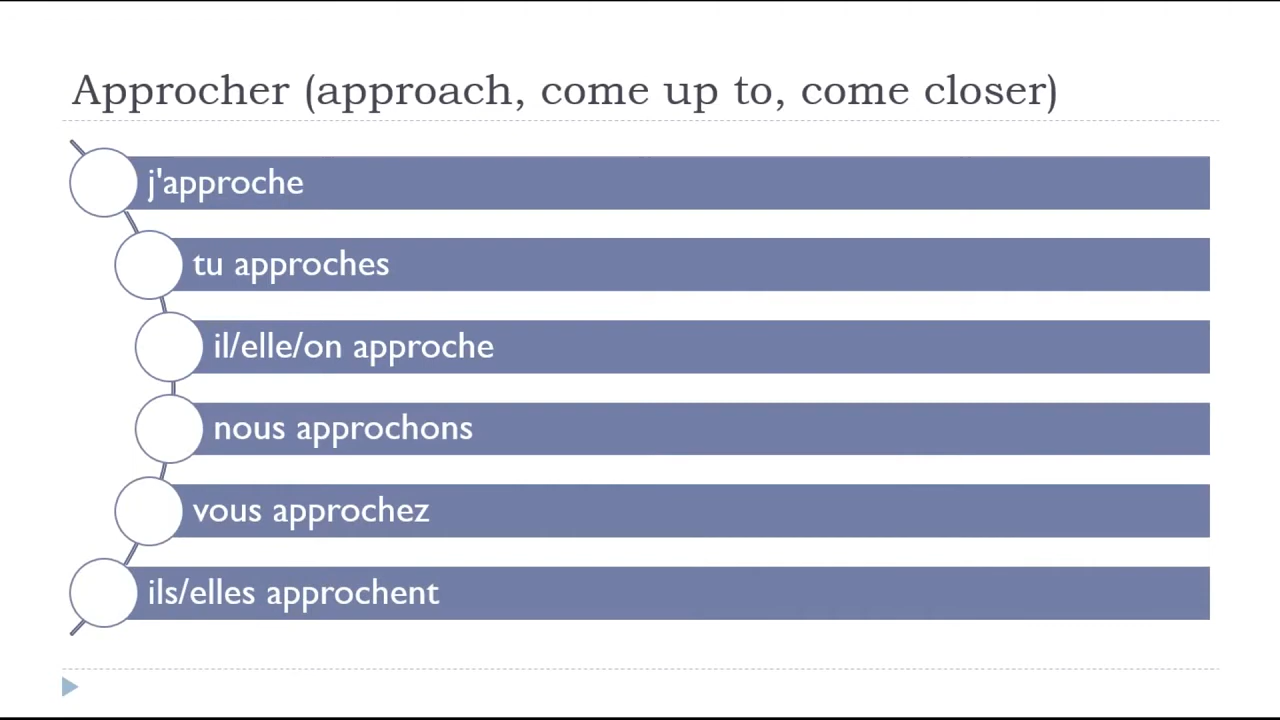 Approcher (approach, come up to, come closer)
j'approche
tu approches
il/elle/on approche
nous approchons
vous approchez
ils/elles approchent